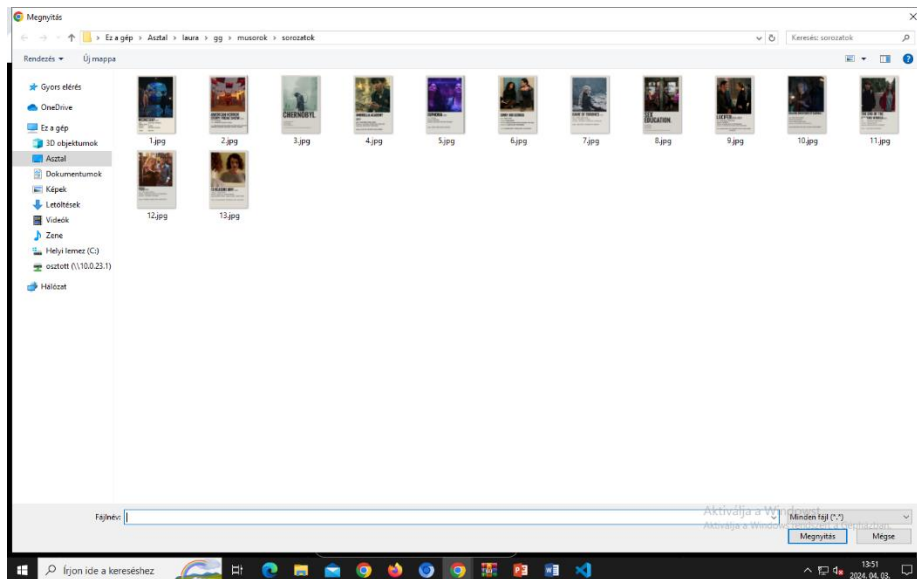 Megnyitás
Ez a gép › Asztal › laura › gg › musorok › sorozatok
Keresés: sorozatok
Rendezés
Új mappa
Gyors elérés
OneDrive
Ez a gép
3D objektumok
Asztal
Dokumentumok
Képek
Letöltések
Videók
Zene
Helyi lemez (C:)
osztott (\\10.0.23.1)
Hálózat
CHERNOBYL
SEX
EDUCATION
LUCIFER
1.jpg
2.jpg
3.jpg
4.jpg
5.jpg
6.jpg
7.jpg
8.jpg
9.jpg
10.jpg
11.jpg
12.jpg
13.jpg
Fájlnév:
Minden fájl (*.*)
Aktiválja a Windowst
Megnyitás
Mégse
Írjon ide a kereséshez
13:51
2024. 04. 03.